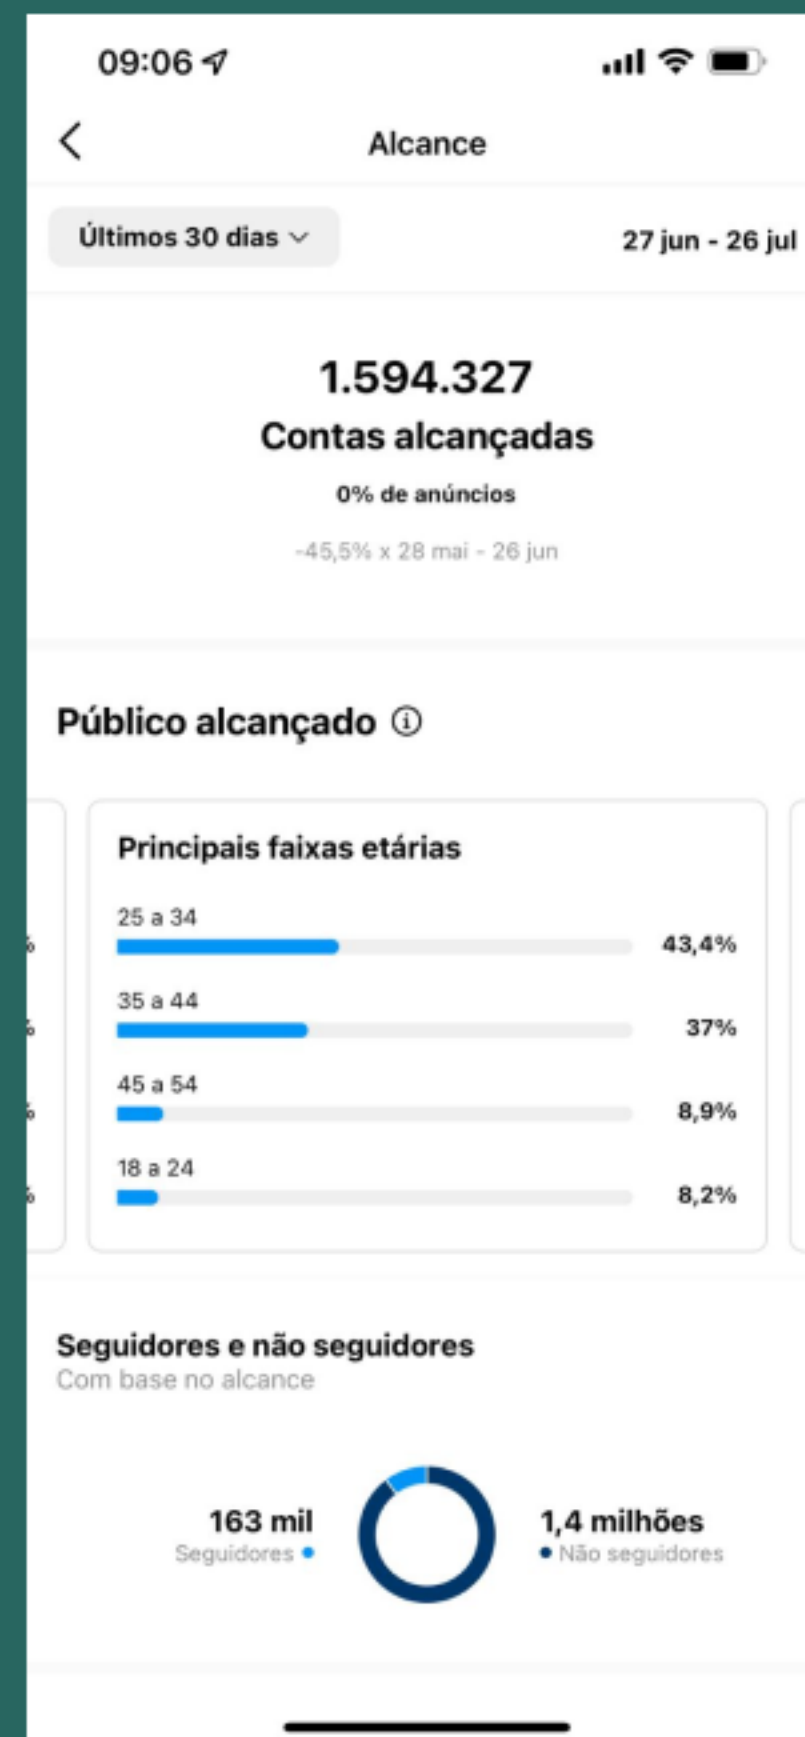 09:06
Alcance
Últimos 30 dias
27 jun - 26 jul
1.594.327
Contas alcançadas
0% de anúncios
-45,5% x 28 mai - 26 jun
Público alcançado
Principais faixas etárias
25 a 34
43,4%
35 a 44
37%
45 a 54
8,9%
18 a 24
8,2%
Seguidores e não seguidores
Com base no alcance
163 mil
Seguidores
1,4 milhões
Não seguidores